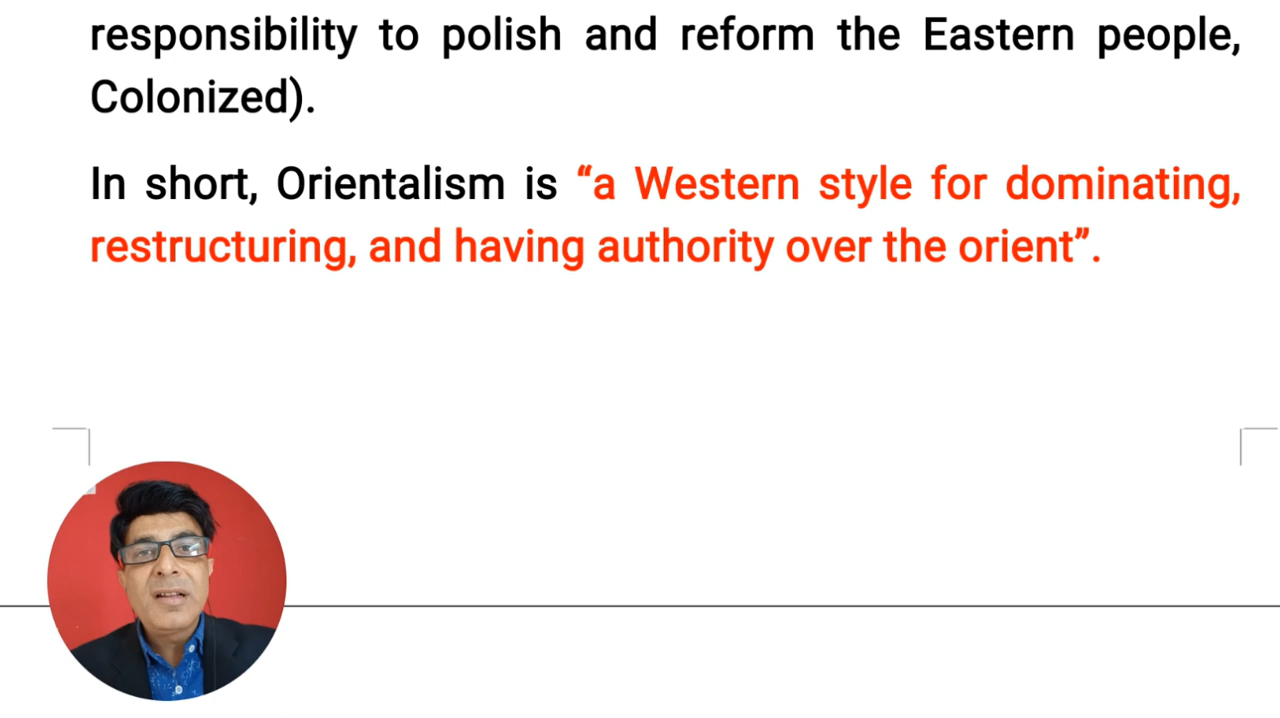 responsibility to polish and reform the Eastern people,
Colonized).
In short, Orientalism is “a Western style for dominating,
restructuring, and having authority over the orient”.